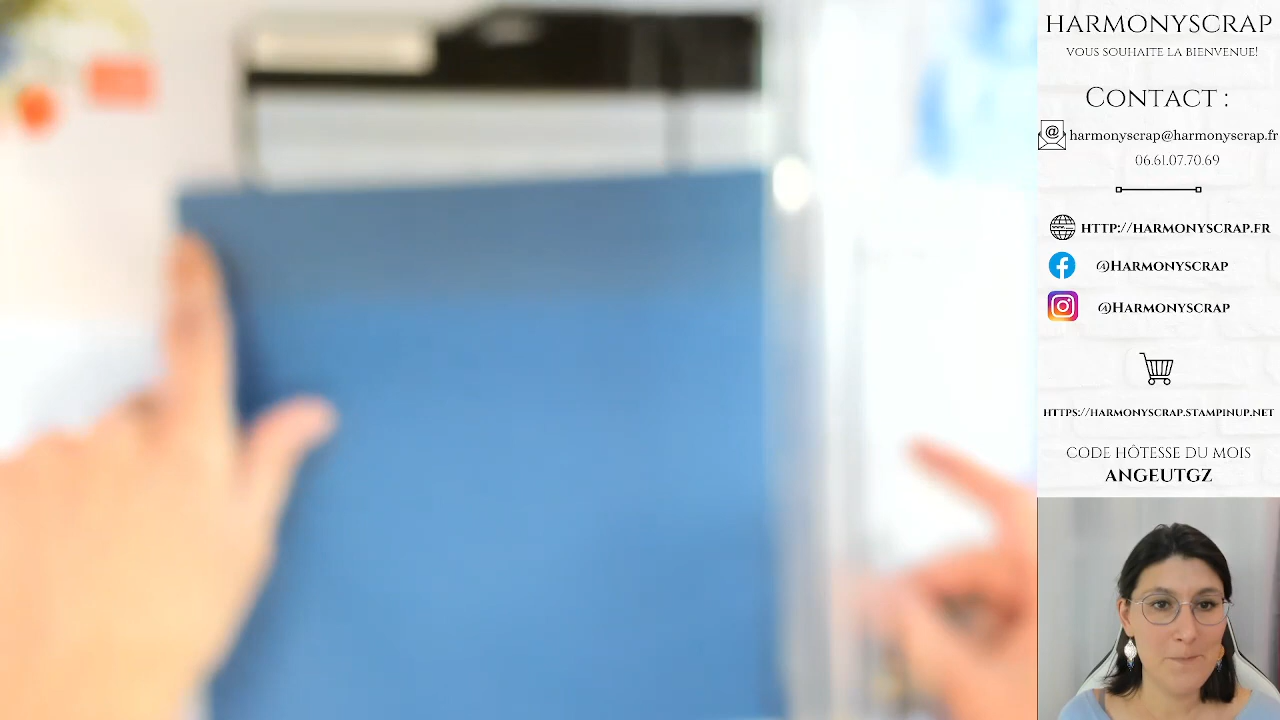 HARMONYSCRAP
VOUS SOUHAITE LA BIENVENUE!
CONTACT :
@ harmonyscrap@harmonyscrap.fr
06.61.07.70.69
HTTP://HARMONYSCRAP.FR
@HARMONYSCRAP
@HARMONYSCRAP
HTTPS://HARMONYSCRAP.STAMPINUP.NET
CODE HÔTESSE DU MOIS
ANGEUTGZ